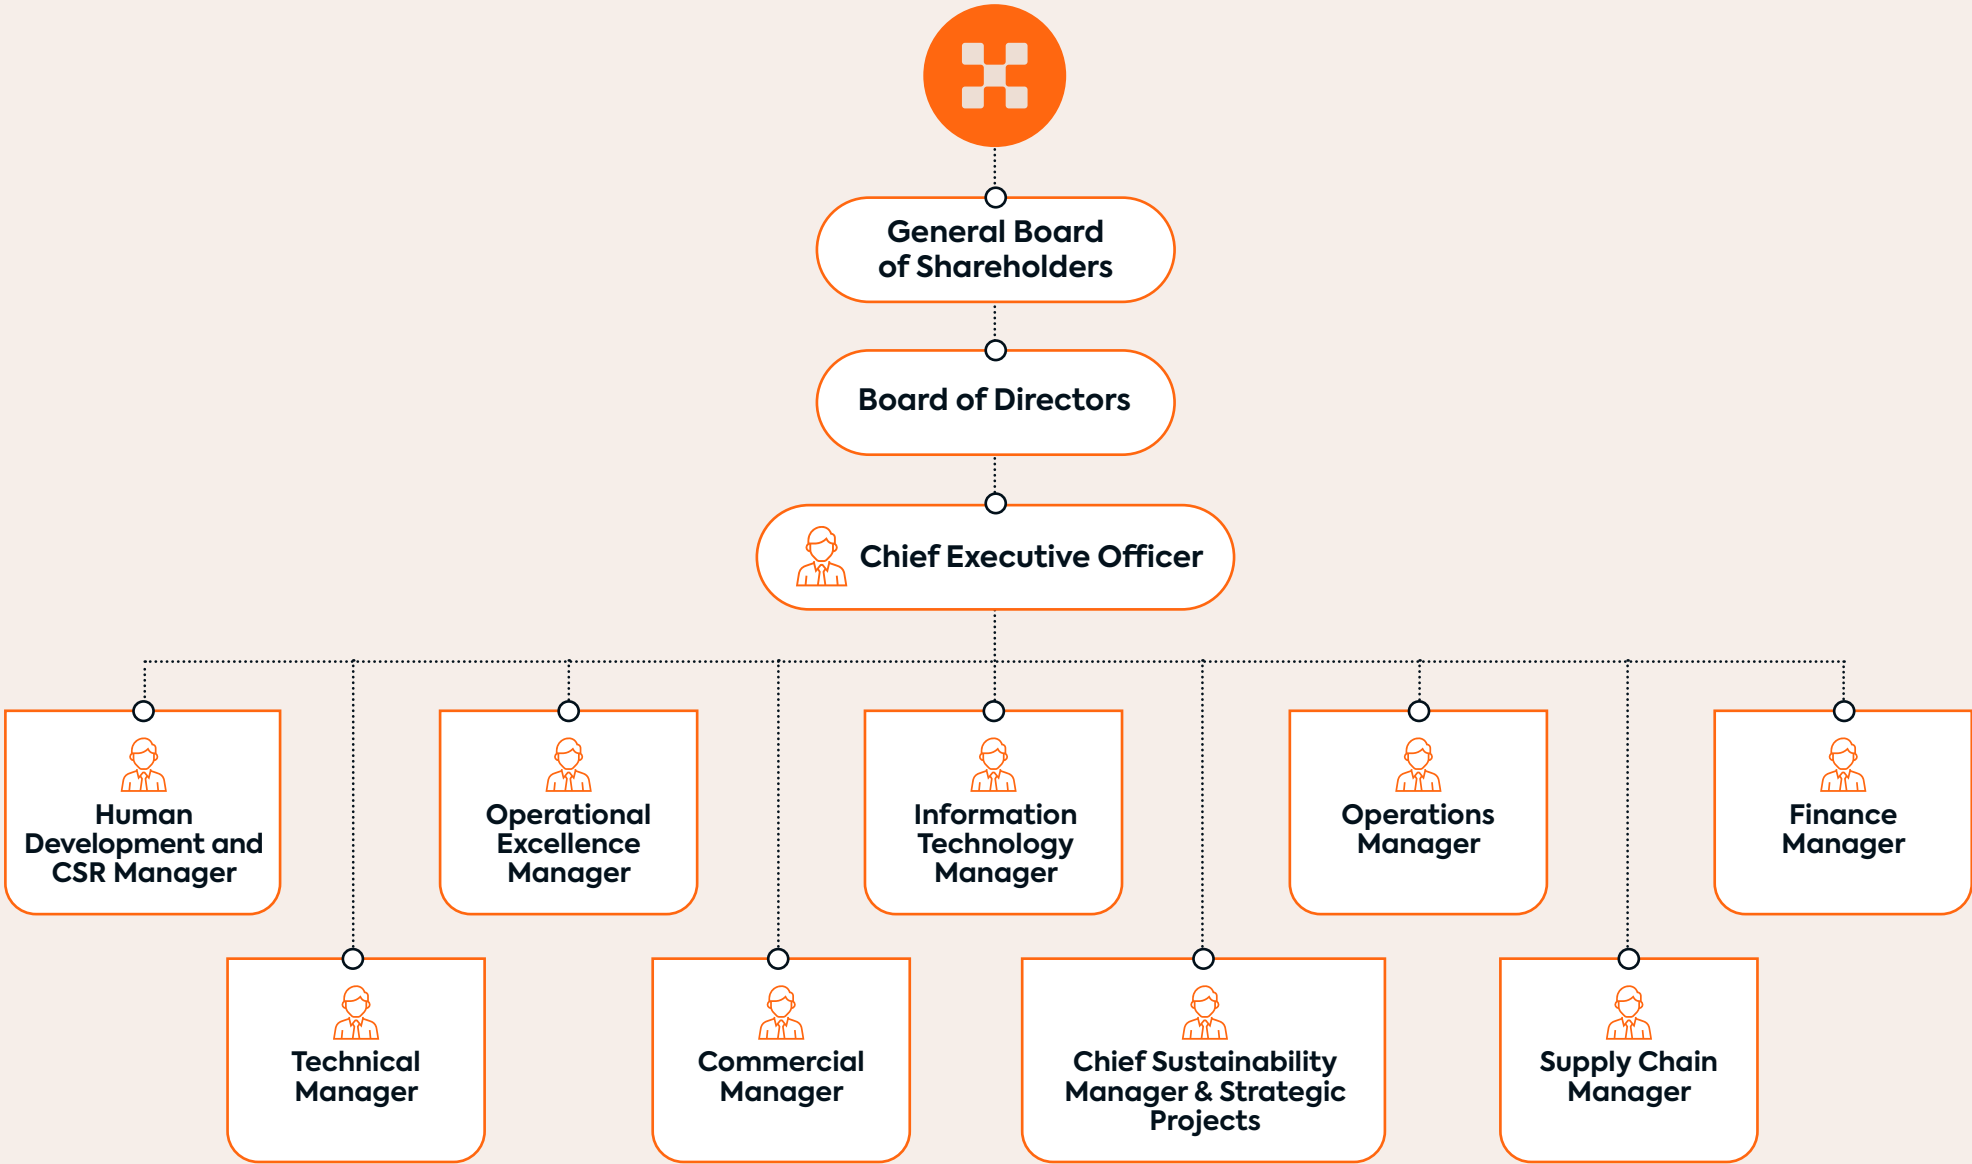 General Board
of Shareholders
Board of Directors
Chief Executive Officer
Human
Development and
CSR Manager
Operational
Excellence
Manager
Information
Technology
Manager
Operations
Manager
Finance
Manager
Technical
Manager
Commercial
Manager
Chief Sustainability
Manager & Strategic
Projects
Supply Chain
Manager